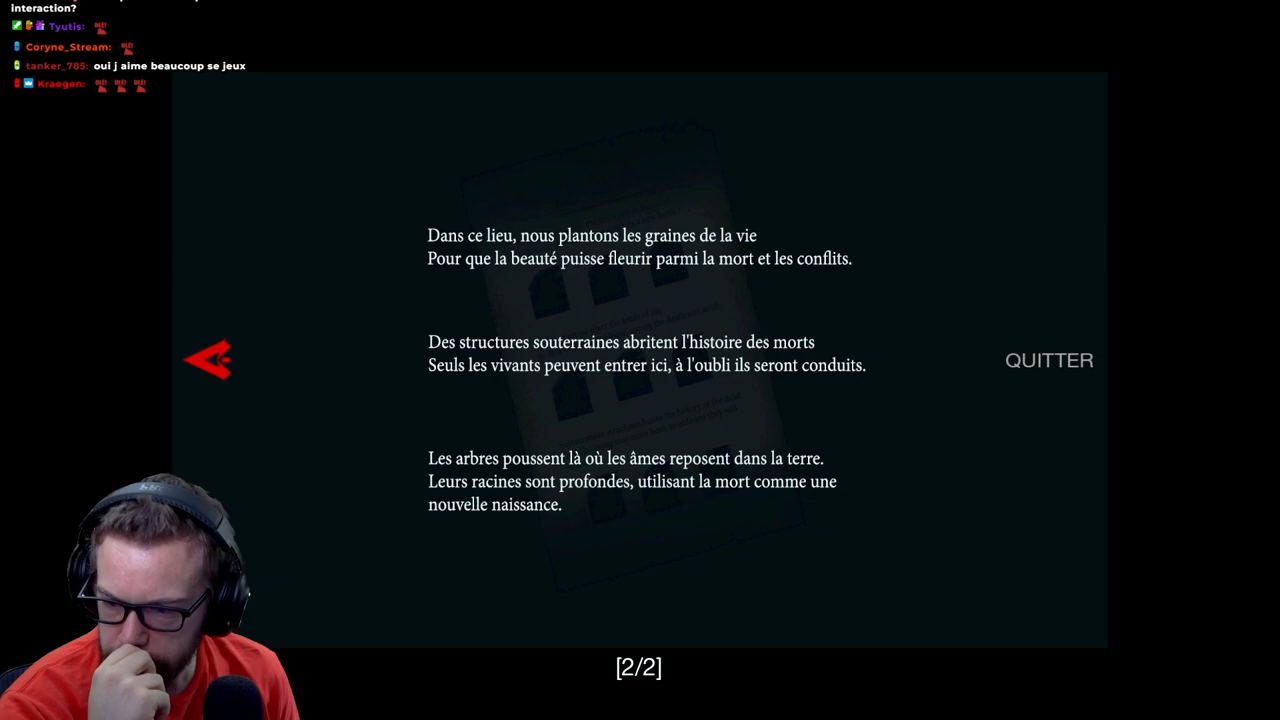 interaction?
Tyutis:
Coryne_Stream:
tanker_785: oui j aime beaucoup se jeux
Kraegen:
Dans ce lieu, nous plantons les graines de la vie
Pour que la beauté puisse fleurir parmi la mort et les conflits.
Des structures souterraines abritent l'histoire des morts
Seuls les vivants peuvent entrer ici, à l'oubli ils seront conduits.
QUITTER
Les arbres poussent là où les âmes reposent dans la terre.
Leurs racines sont profondes, utilisant la mort comme une
nouvelle naissance.
[2/2]